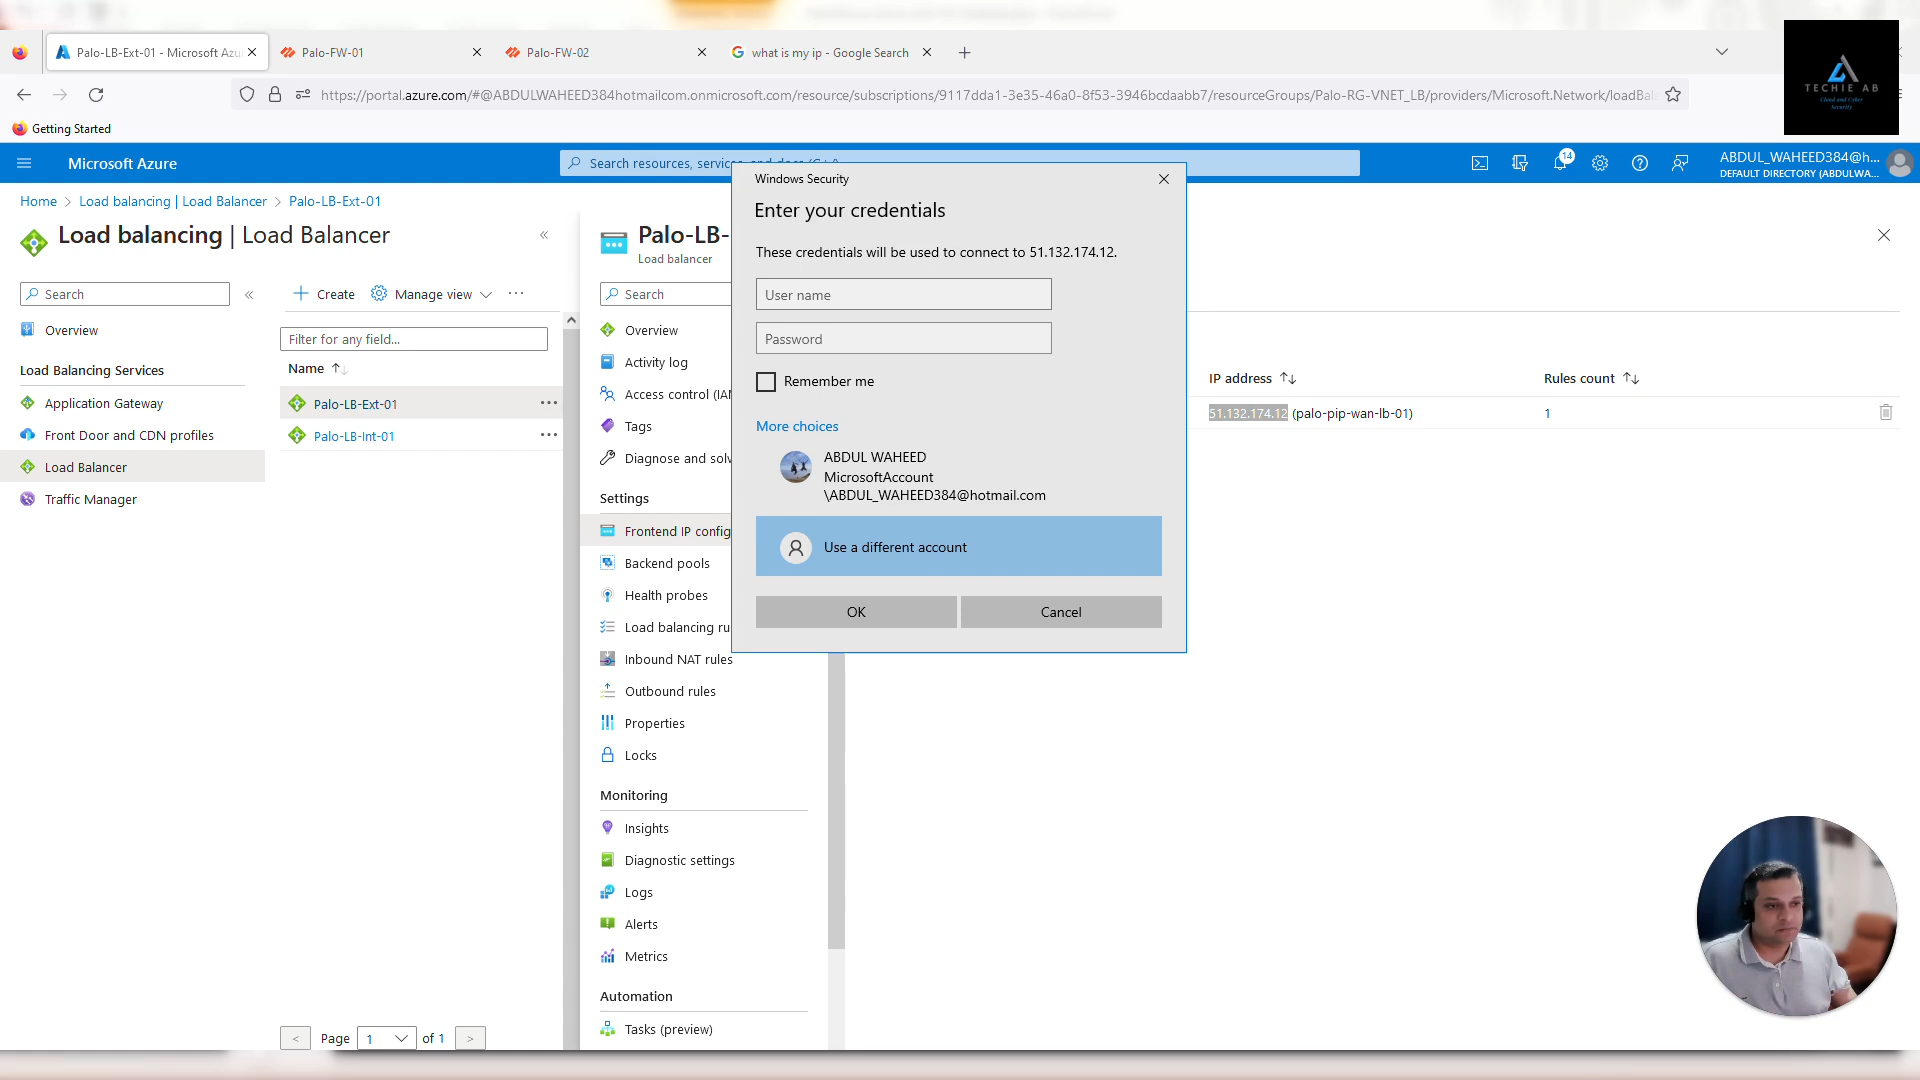 Palo-LB-Ext-01 - Microsoft Azu
Palo-FW-01
Palo-FW-02
what is my ip - Google Search
https://portal.azure.com/#@ABDULWAHEED384hotmailcom.onmicrosoft.com/resource/subscriptions/9117dda1-3e35-46a0-8f53-3946bcdaabb7/resourceGroups/Palo-RG-VNET_LB/providers/Microsoft.Network/loadBala
Getting Started
TECHIE AB
Cloud and Cyber
Security
Microsoft Azure
Search resources, services, and docs (G+/)
14
ABDUL_WAHEED384@h...
DEFAULT DIRECTORY (ABDULWA...
Home > Load balancing | Load Balancer > Palo-LB-Ext-01
Load balancing | Load Balancer
Search
Overview
Load Balancing Services
Application Gateway
Front Door and CDN profiles
Load Balancer
Traffic Manager
Create
Manage view
Filter for any field...
Name
Palo-LB-Ext-01
Palo-LB-Int-01
Page 1 of 1
Palo-LB-
Load balancer
Search
Overview
Activity log
Access control (IAM
Tags
Diagnose and solv
Settings
Frontend IP config
Backend pools
Health probes
Load balancing ru
Inbound NAT rules
Outbound rules
Properties
Locks
Monitoring
Insights
Diagnostic settings
Logs
Alerts
Metrics
Automation
Tasks (preview)
Windows Security
Enter your credentials
These credentials will be used to connect to 51.132.174.12.
User name
Password
Remember me
More choices
ABDUL WAHEED
MicrosoftAccount
\ABDUL_WAHEED384@hotmail.com
Use a different account
OK
Cancel
IP address
Rules count
51.132.174.12 (palo-pip-wan-lb-01)
1